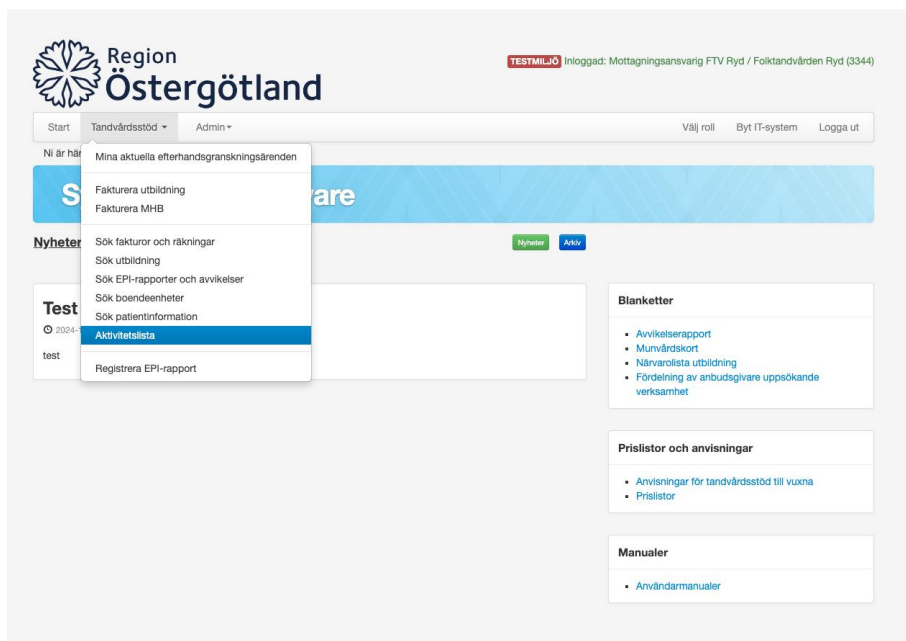 Region
Östergötland
TESTMILJÖ Inloggad: Mottagningsansvarig FTV Ryd / Folktandvården Ryd (3344)
Start Tandvårdsstöd Admin Välj roll Byt IT-system Logga ut
Ni är här
Mina aktuella efterhandsgranskningsärenden
Fakturera utbildning
Fakturera MHB
S are
Nyheter
Nyheter Arkiv
Sök fakturor och räkningar
Sök utbildning
Sök EPI-rapporter och avvikelser
Sök boendeenheter
Sök patientinformation
Aktivitetslista
Registrera EPI-rapport
Test
2024-
test
Blanketter
Avvikelserapport
Munvårdskort
Närvarolista utbildning
Fördelning av anbudsgivare uppsökande
verksamhet
Prislistor och anvisningar
Anvisningar för tandvårdsstöd till vuxna
Prislistor
Manualer
Användarmanualer